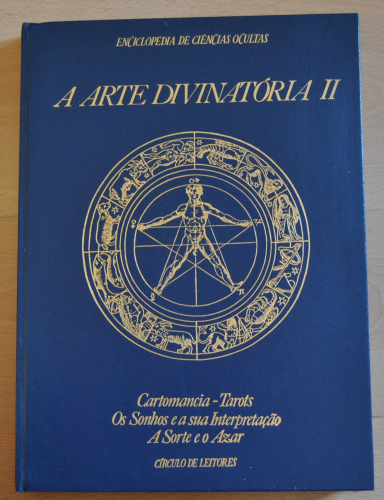 ENCICLOPÉDIA DE CIÊNCIAS OCULTAS
A ARTE DIVINATÓRIA II
Cartomancia - Tarots
Os Sonhos e a sua Interpretação
A Sorte e o Azar
CÍRCULO DE LEITORES